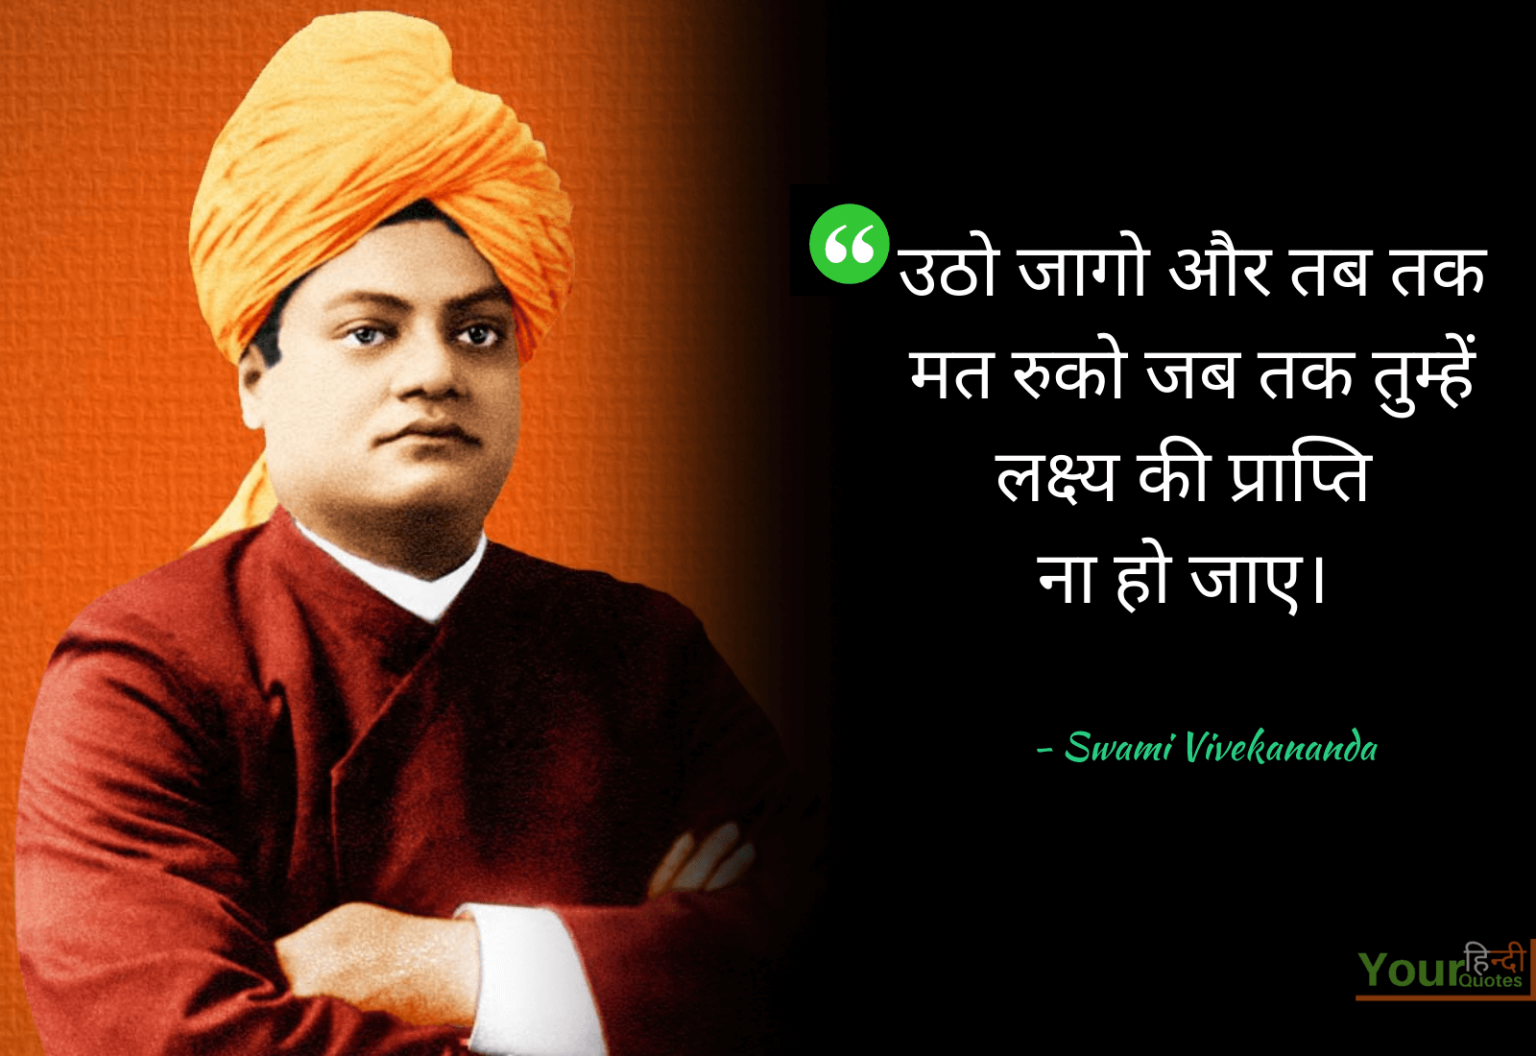 “ उठो जागो और तब तक
मत रुको जब तक तुम्हें
लक्ष्य की प्राप्ति
ना हो जाए।
- Swami Vivekananda
Your हिन्दी
Quotes